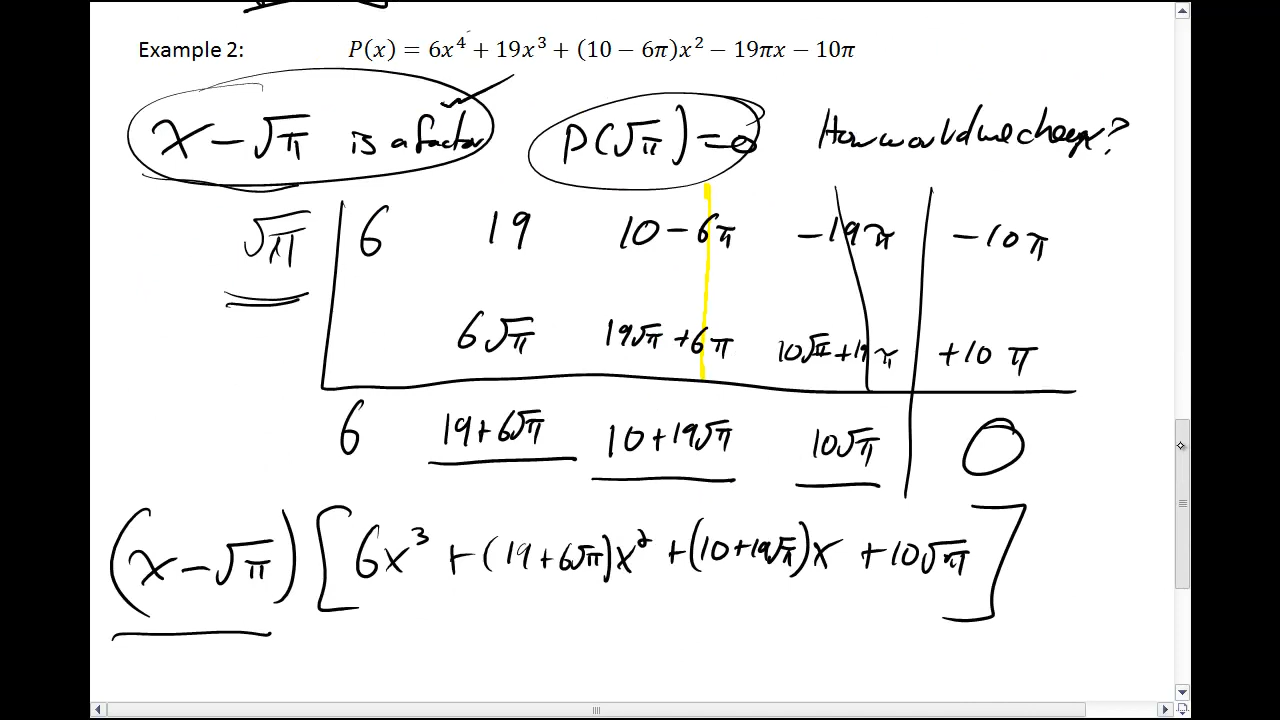 Example 2: P(x) = 6x⁴ + 19x³ + (10 − 6π)x² − 19πx − 10π
x − √π is a factor P(√π) = 0 How would we check?
√π 6 19 10 − 6π −19π −10π
6√π 19√π + 6π 10√π + 19π +10π
6 19+6√π 10+19√π 10√π 0
(x − √π) [6x³ + (19+6√π)x² + (10+19√π)x + 10√π]